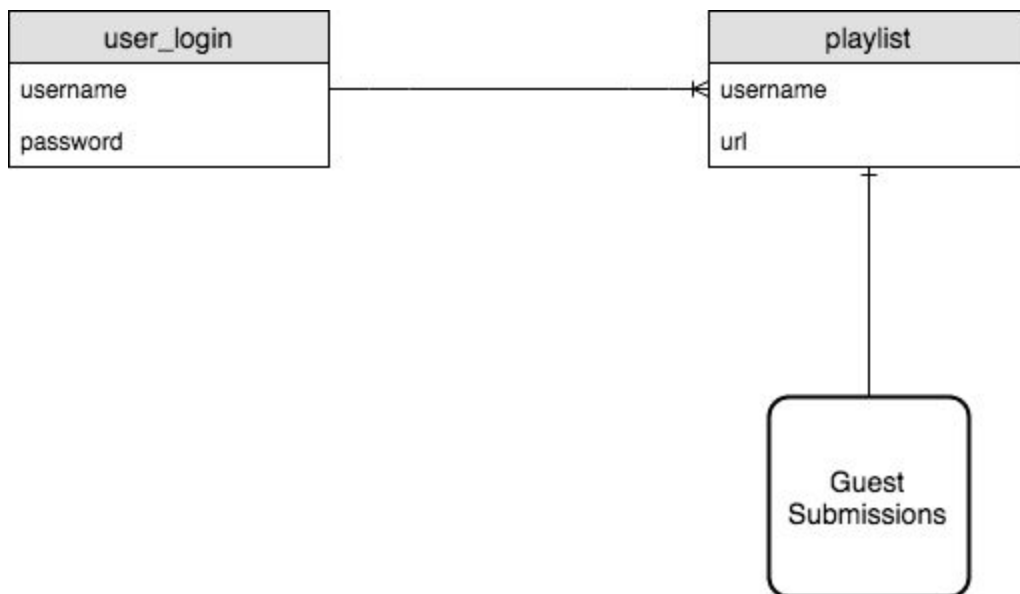 user_login
username
password
playlist
username
url
Guest
Submissions